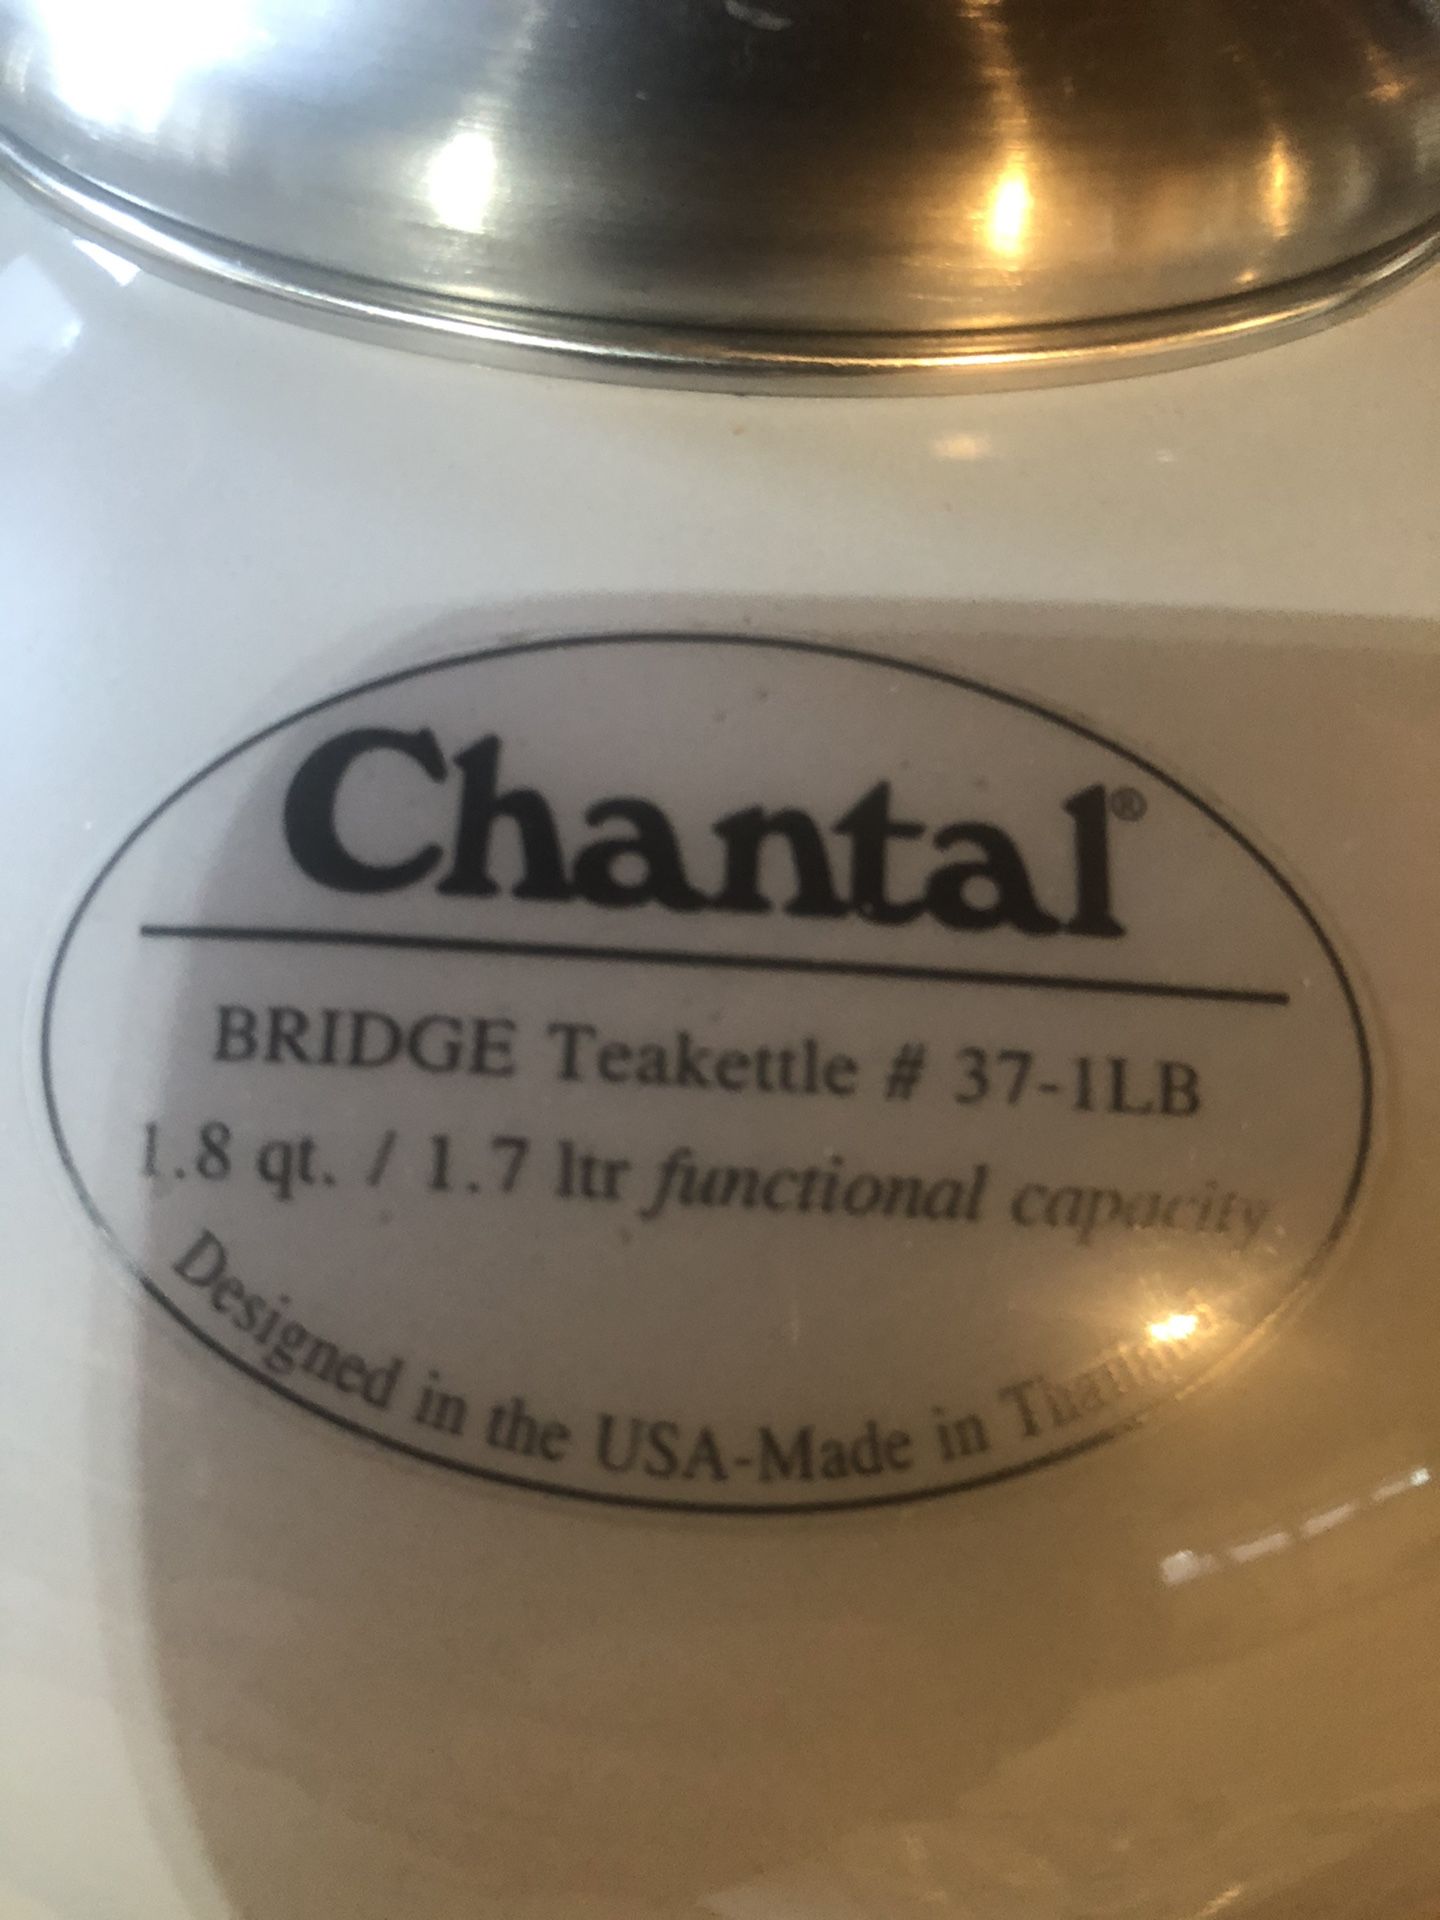 Chantal®
BRIDGE Teakettle # 37-1LB
1.8 qt. / 1.7 ltr functional capacity
Designed in the USA-Made in Thailand